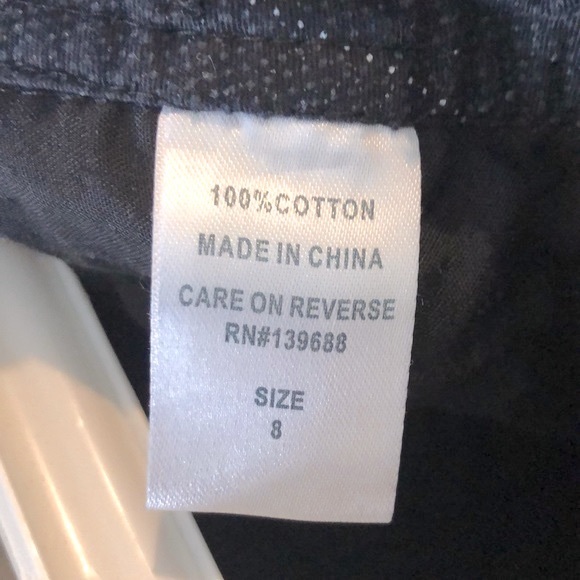 100%COTTON
MADE IN CHINA
CARE ON REVERSE
RN#139688
SIZE
8